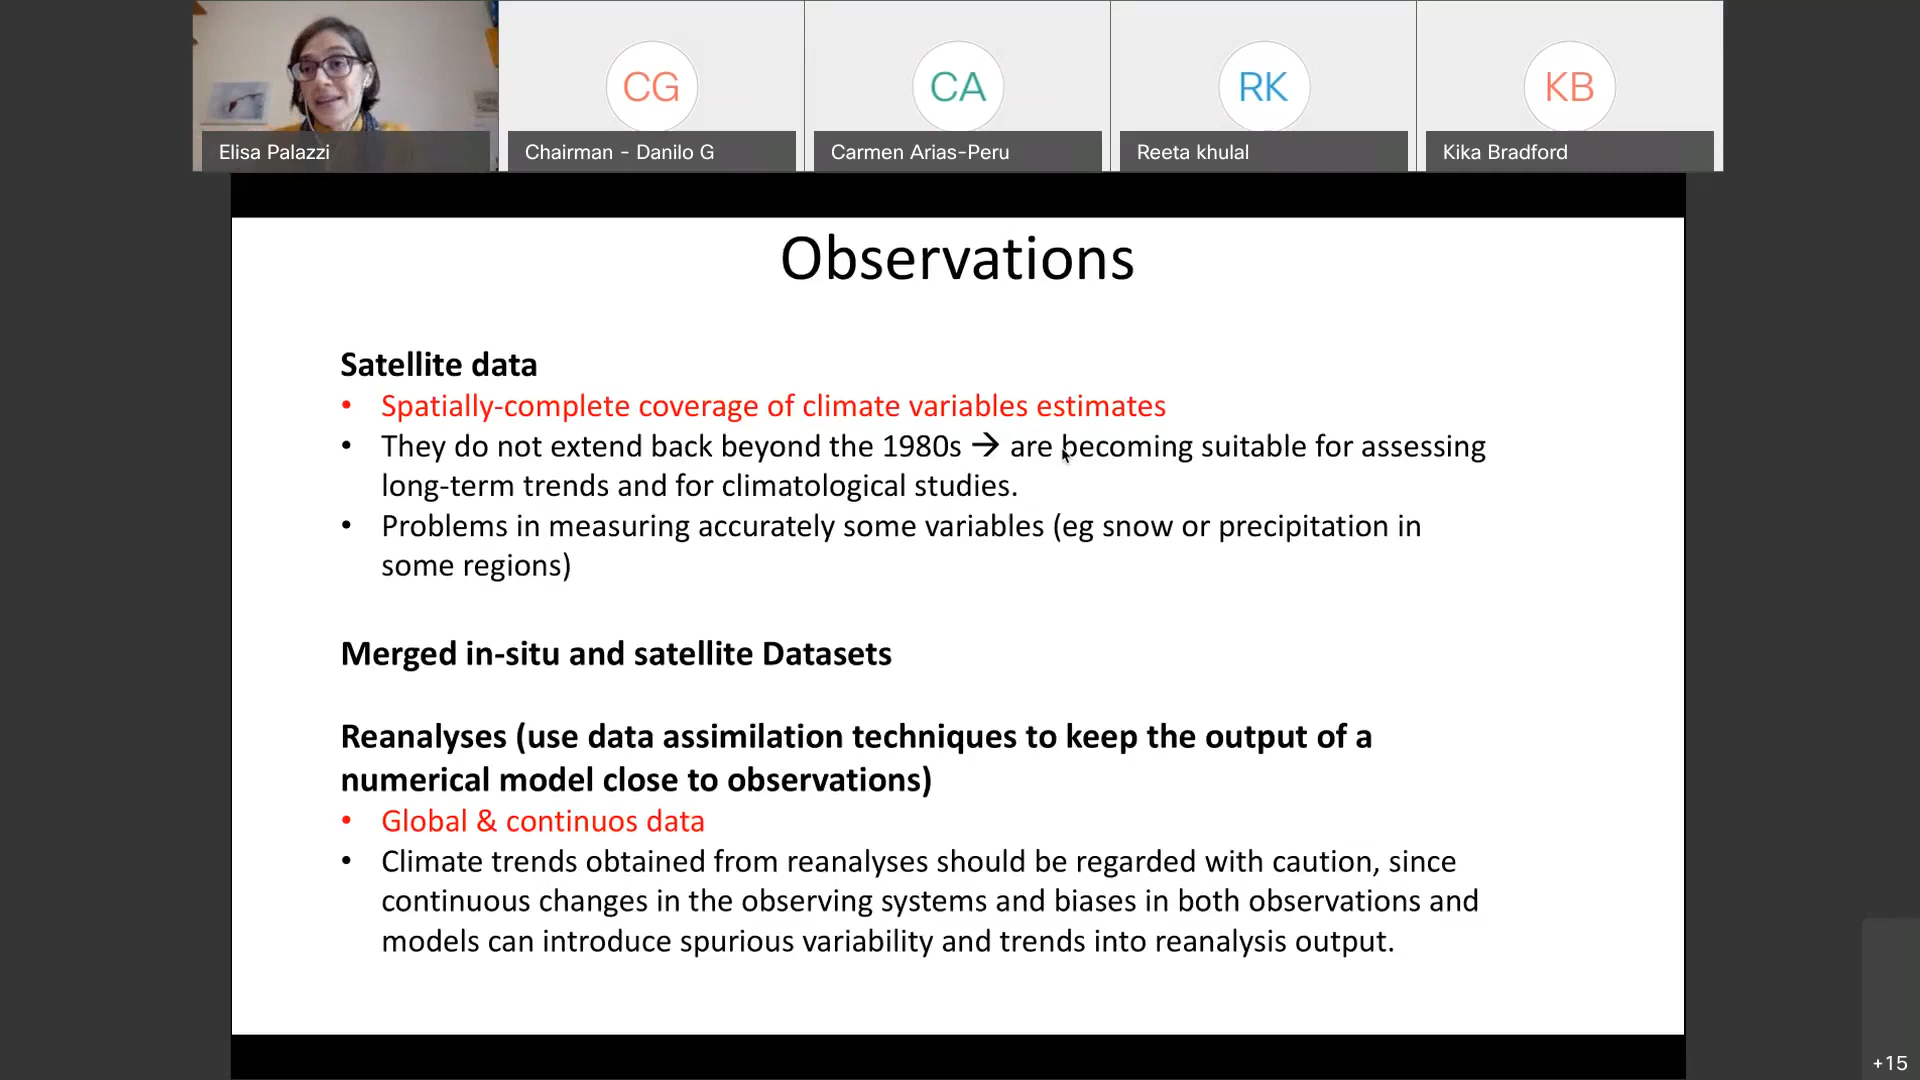 CG
CA
RK
KB
Elisa Palazzi
Chairman - Danilo G
Carmen Arias-Peru
Reeta khulal
Kika Bradford
Observations
Satellite data
• Spatially-complete coverage of climate variables estimates
• They do not extend back beyond the 1980s → are becoming suitable for assessing
long-term trends and for climatological studies.
• Problems in measuring accurately some variables (eg snow or precipitation in
some regions)
Merged in-situ and satellite Datasets
Reanalyses (use data assimilation techniques to keep the output of a
numerical model close to observations)
• Global & continuos data
• Climate trends obtained from reanalyses should be regarded with caution, since
continuous changes in the observing systems and biases in both observations and
models can introduce spurious variability and trends into reanalysis output.
+15